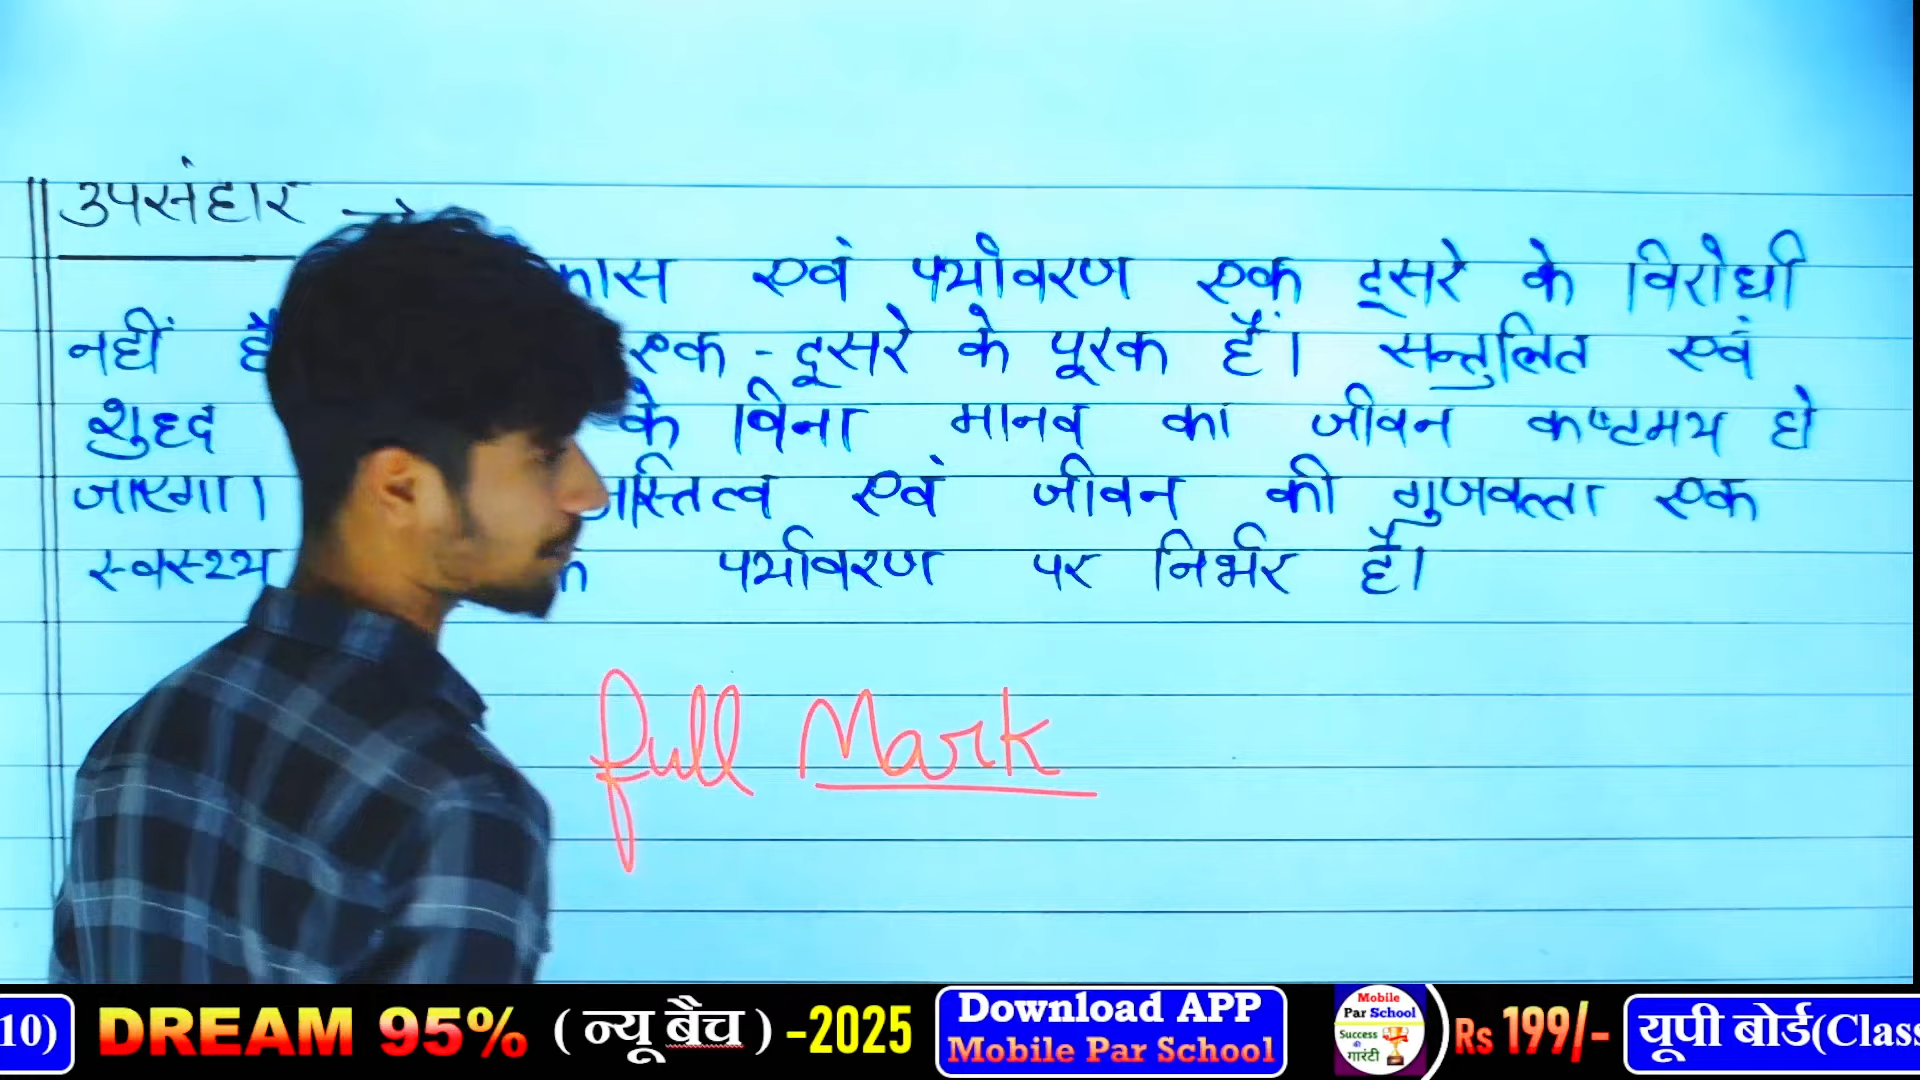 उपसंहार →
एवं पर्यावरण एक दूसरे के विरोधी
नहीं एक - दूसरे के पूरक हैं। सन्तुलित एवं
शुद्ध के बिना मानव का जीवन कष्टमय हो
जाएगा। अस्तित्व एवं जीवन की गुणवत्ता एक
स्वस्थ्य पर्यावरण पर निर्भर है।
full Mark
10) DREAM 95% ( न्यू बैच ) -2025 Download APP Mobile Par School Mobile Par School Success की गारंटी Rs 199/- यूपी बोर्ड(Class